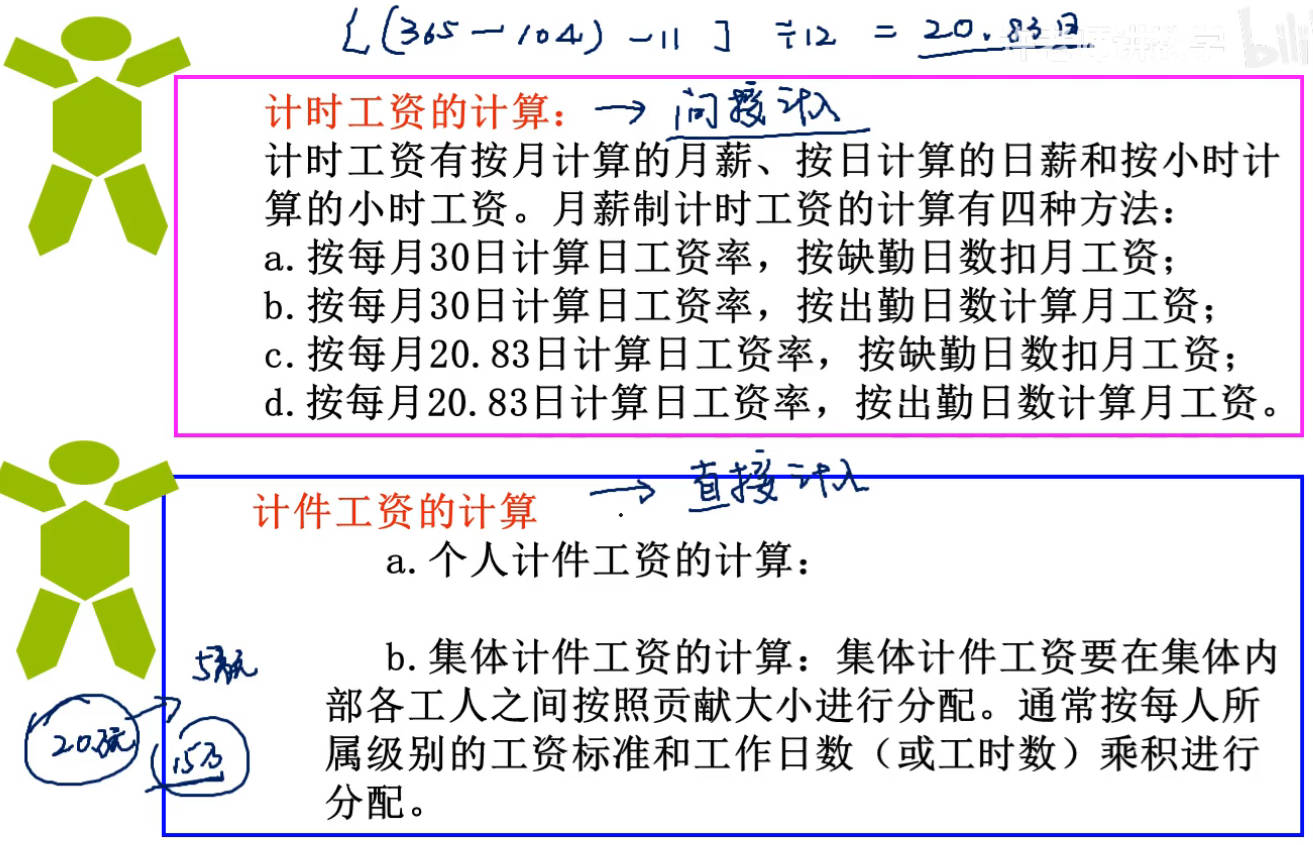 [(365-104)-11]÷12=20.83日
计时工资的计算：→间接计入
计时工资有按月计算的月薪、按日计算的日薪和按小时计
算的小时工资。月薪制计时工资的计算有四种方法：
a.按每月30日计算日工资率，按缺勤日数扣月工资；
b.按每月30日计算日工资率，按出勤日数计算月工资；
c.按每月20.83日计算日工资率，按缺勤日数扣月工资；
d.按每月20.83日计算日工资率，按出勤日数计算月工资。
计件工资的计算→直接计入
a.个人计件工资的计算：
b.集体计件工资的计算：集体计件工资要在集体内
部各工人之间按照贡献大小进行分配。通常按每人所
属级别的工资标准和工作日数（或工时数）乘积进行
分配。
15万